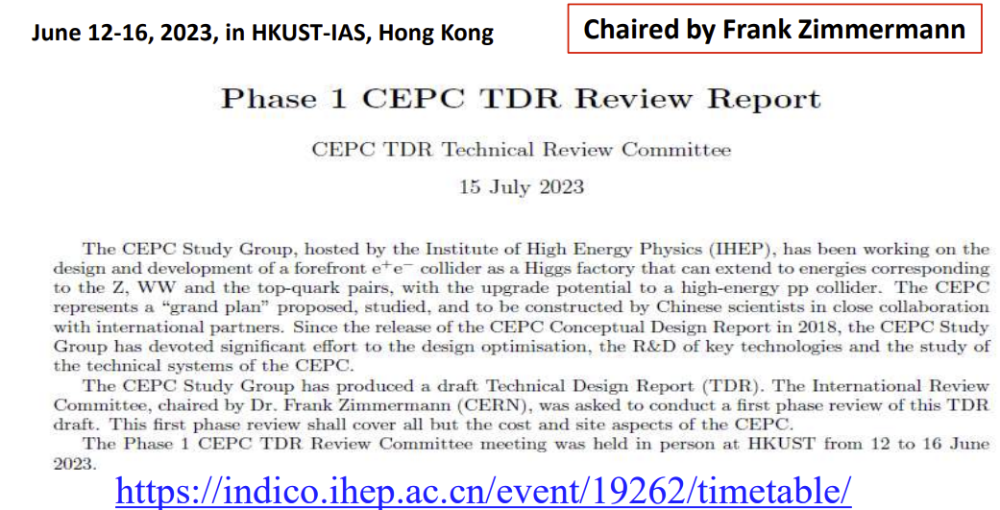 June 12-16, 2023, in HKUST-IAS, Hong Kong
Chaired by Frank Zimmermann
Phase 1 CEPC TDR Review Report
CEPC TDR Technical Review Committee
15 July 2023
The CEPC Study Group, hosted by the Institute of High Energy Physics (IHEP), has been working on the
design and development of a forefront e⁺e⁻ collider as a Higgs factory that can extend to energies corresponding
to the Z, WW and the top-quark pairs, with the upgrade potential to a high-energy pp collider. The CEPC
represents a “grand plan” proposed, studied, and to be constructed by Chinese scientists in close collaboration
with international partners. Since the release of the CEPC Conceptual Design Report in 2018, the CEPC Study
Group has devoted significant effort to the design optimisation, the R&D of key technologies and the study of
the technical systems of the CEPC.
The CEPC Study Group has produced a draft Technical Design Report (TDR). The International Review
Committee, chaired by Dr. Frank Zimmermann (CERN), was asked to conduct a first phase review of this TDR
draft. This first phase review shall cover all but the cost and site aspects of the CEPC.
The Phase 1 CEPC TDR Review Committee meeting was held in person at HKUST from 12 to 16 June
2023.
https://indico.ihep.ac.cn/event/19262/timetable/